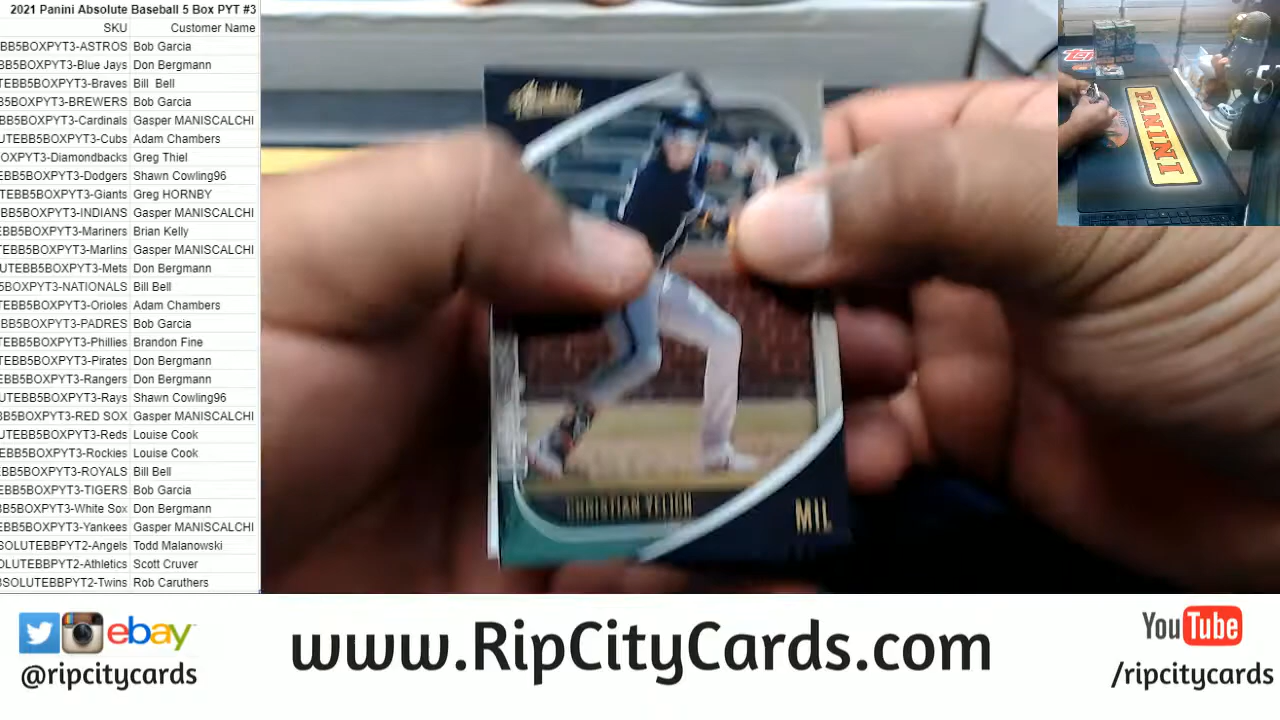 2021 Panini Absolute Baseball 5 Box PYT #3
SKU Customer Name
BB5BOXPYT3-ASTROS Bob Garcia
BB5BOXPYT3-Blue Jays Don Bergmann
TEBB5BOXPYT3-Braves Bill Bell
B5BOXPYT3-BREWERS Bob Garcia
EBB5BOXPYT3-Cardinals Gasper MANISCALCHI
UTEBB5BOXPYT3-Cubs Adam Chambers
OXPYT3-Diamondbacks Greg Thiel
EBB5BOXPYT3-Dodgers Shawn Cowling96
TEBB5BOXPYT3-Giants Greg HORNBY
EBB5BOXPYT3-INDIANS Gasper MANISCALCHI
EBB5BOXPYT3-Mariners Brian Kelly
TEBB5BOXPYT3-Marlins Gasper MANISCALCHI
UTEBB5BOXPYT3-Mets Don Bergmann
5BOXPYT3-NATIONALS Bill Bell
TEBB5BOXPYT3-Orioles Adam Chambers
EBB5BOXPYT3-PADRES Bob Garcia
TEBB5BOXPYT3-Phillies Brandon Fine
TEBB5BOXPYT3-Pirates Don Bergmann
EBB5BOXPYT3-Rangers Don Bergmann
UTEBB5BOXPYT3-Rays Shawn Cowling96
BB5BOXPYT3-RED SOX Gasper MANISCALCHI
UTEBB5BOXPYT3-Reds Louise Cook
EBB5BOXPYT3-Rockies Louise Cook
EBB5BOXPYT3-ROYALS Bill Bell
EBB5BOXPYT3-TIGERS Bob Garcia
BB5BOXPYT3-White Sox Don Bergmann
EBB5BOXPYT3-Yankees Gasper MANISCALCHI
SOLUTEBBPYT2-Angels Todd Malanowski
OLUTEBBPYT2-Athletics Scott Cruver
BSOLUTEBBPYT2-Twins Rob Caruthers
Absolute
CHRISTIAN YELICH
MIL
PANINI
ebay
@ripcitycards
www.RipCityCards.com
YouTube
/ripcitycards